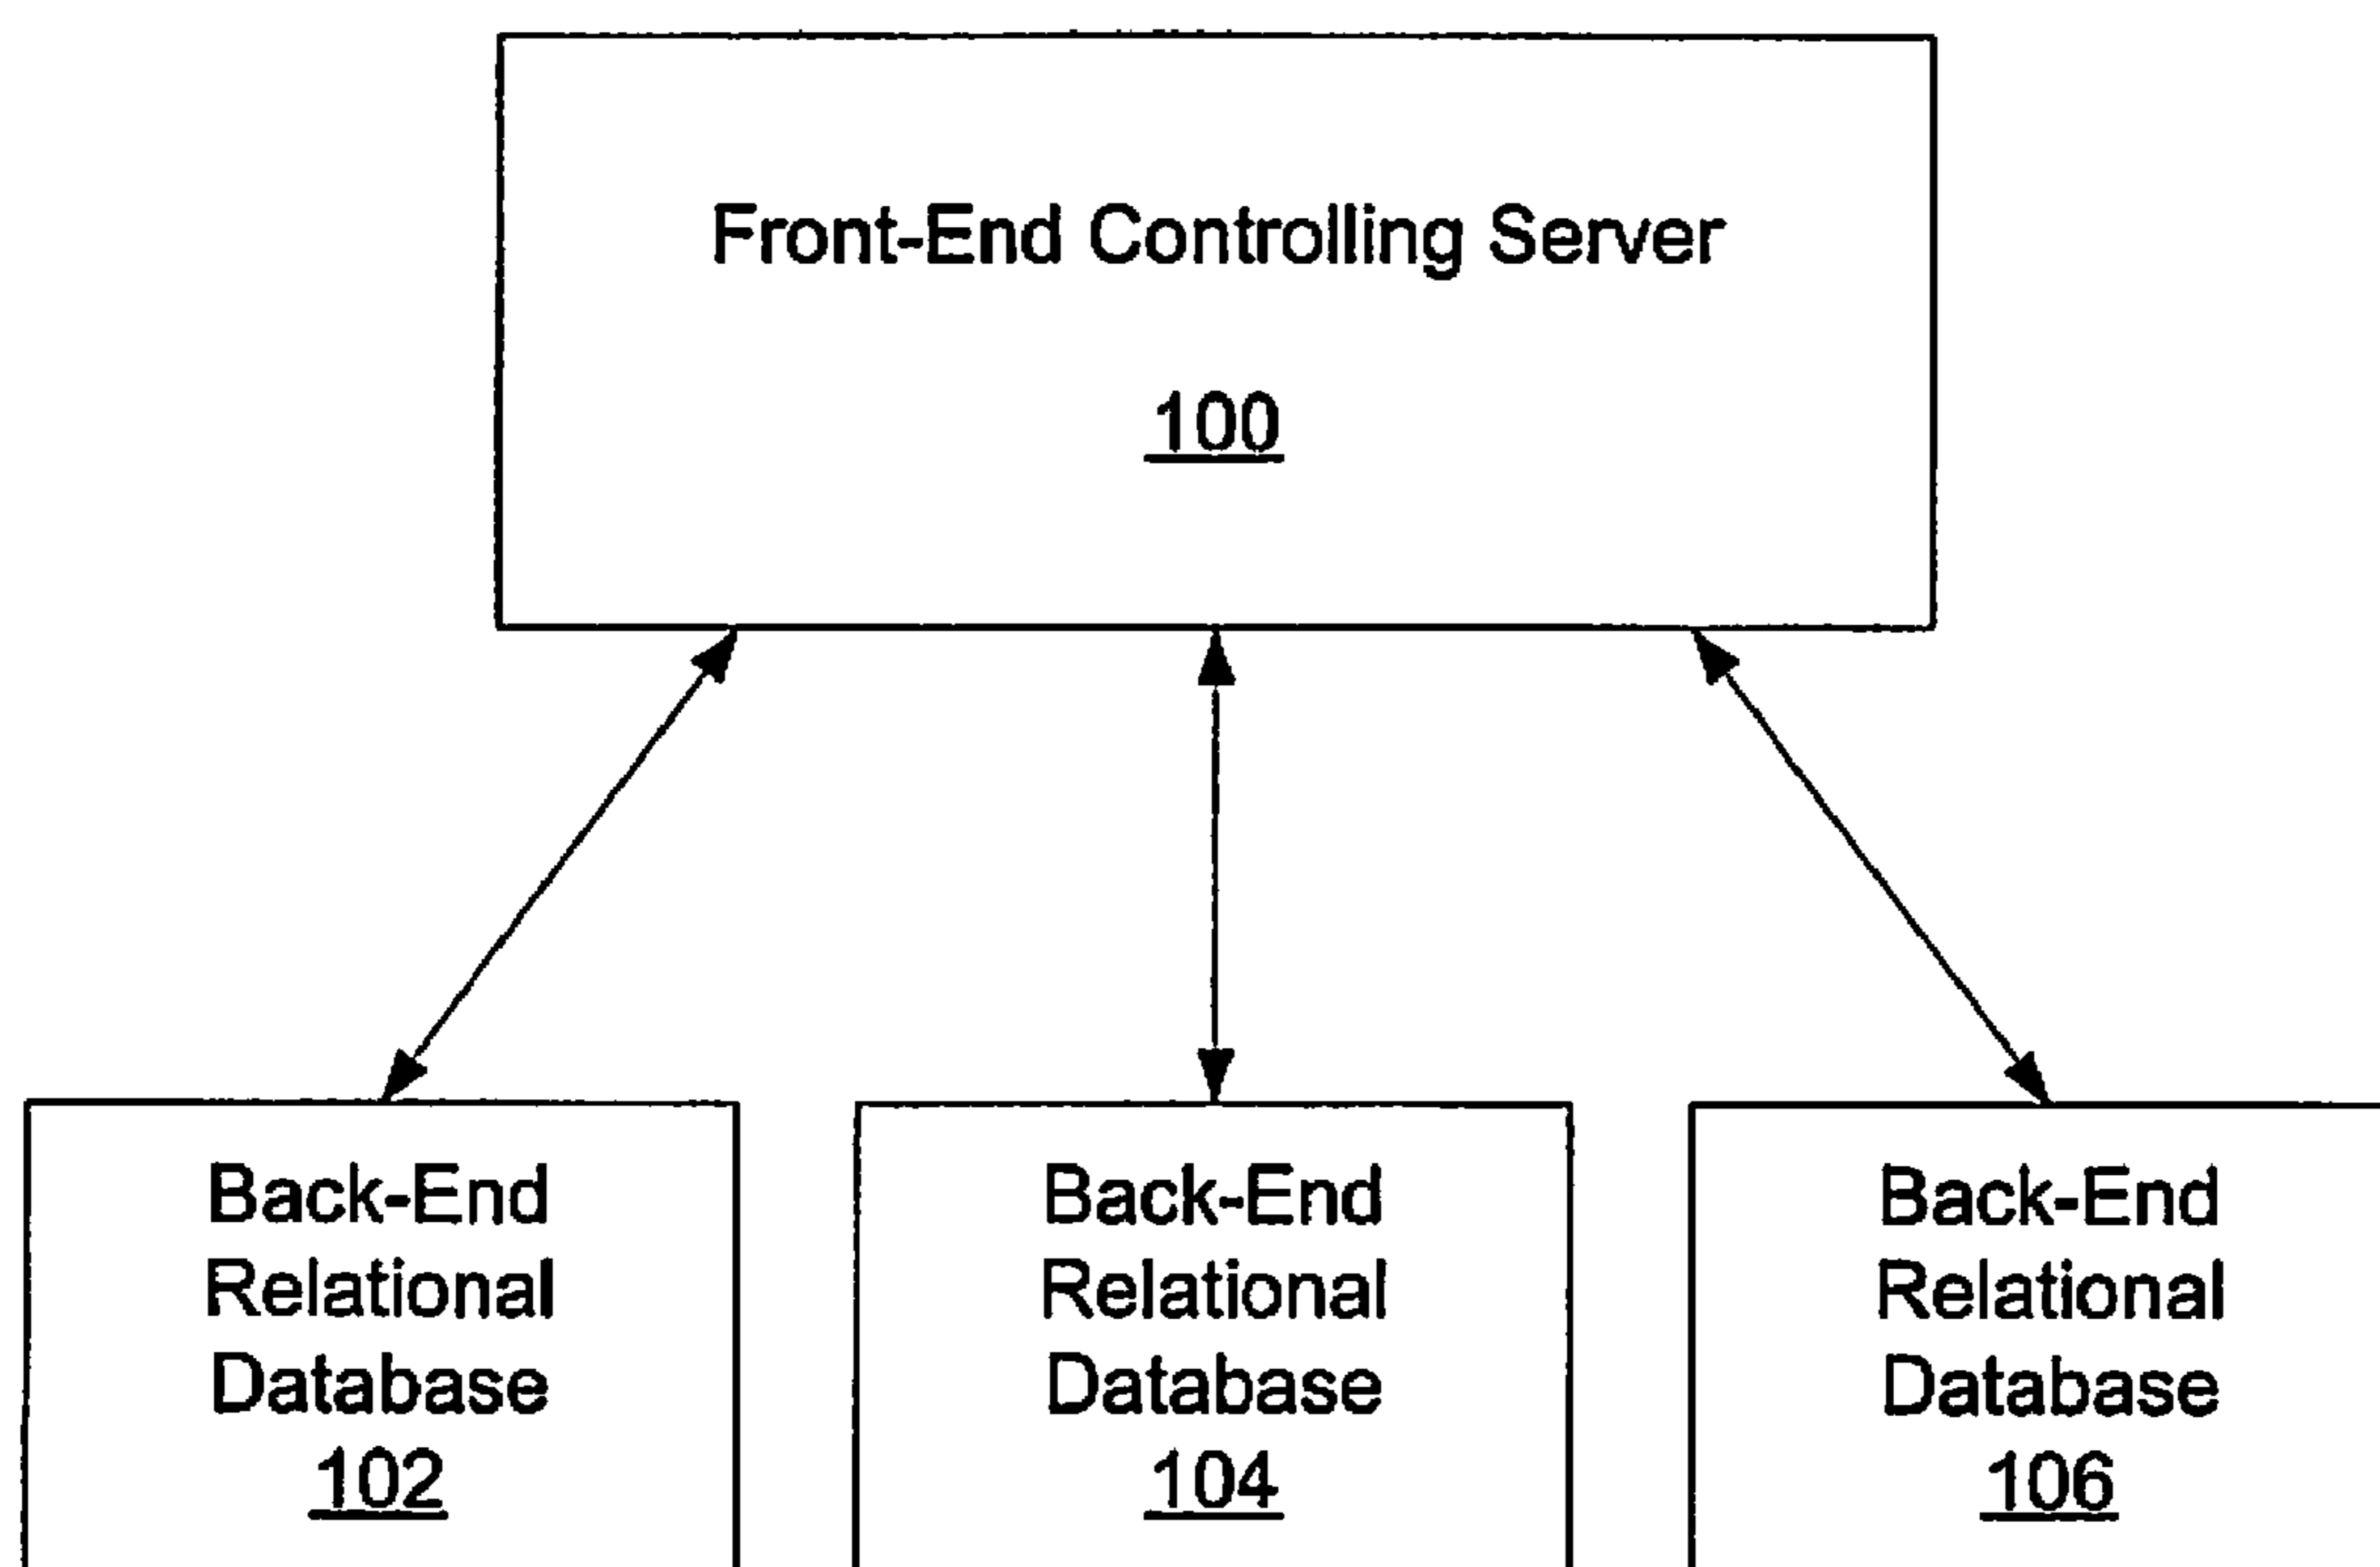 Front-End Controlling Server
100
Back-End
Relational
Database
102
Back-End
Relational
Database
104
Back-End
Relational
Database
106